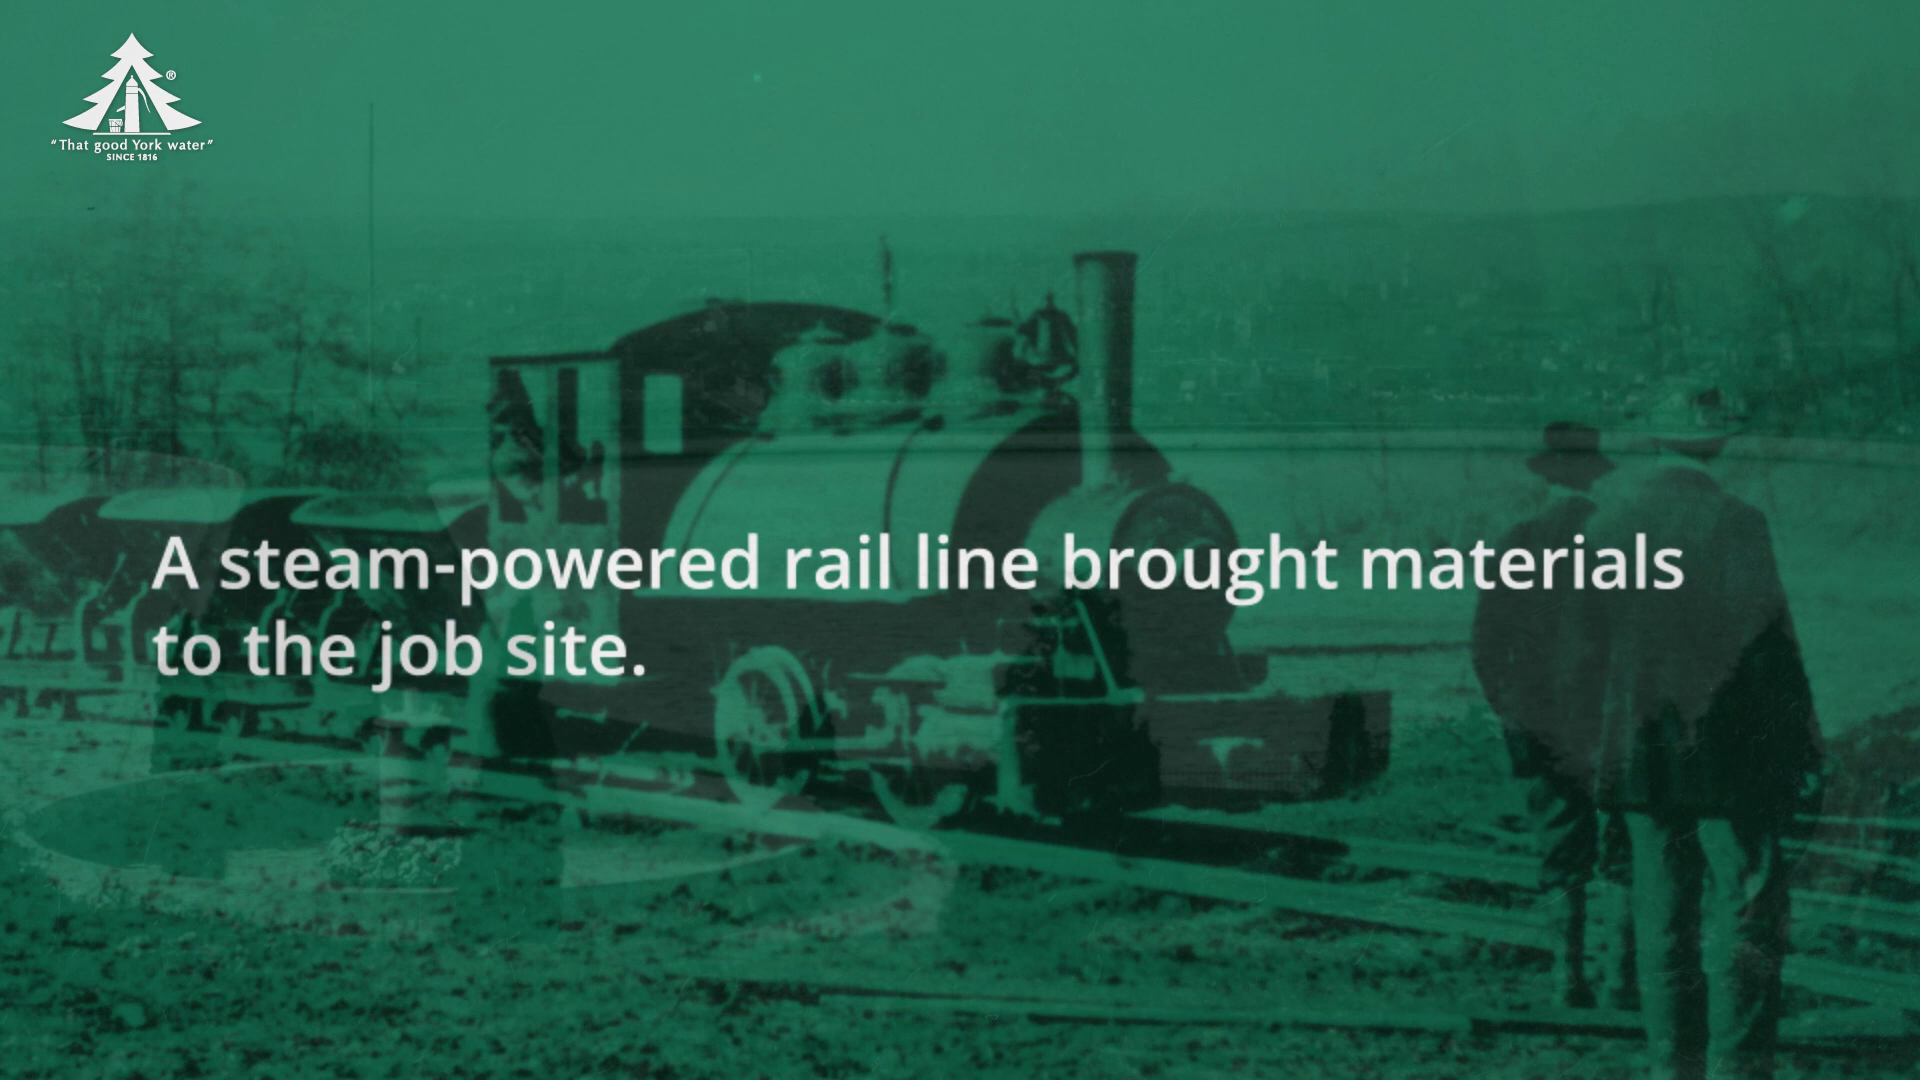 ®
“That good York water”
SINCE 1816
A steam-powered rail line brought materials
to the job site.